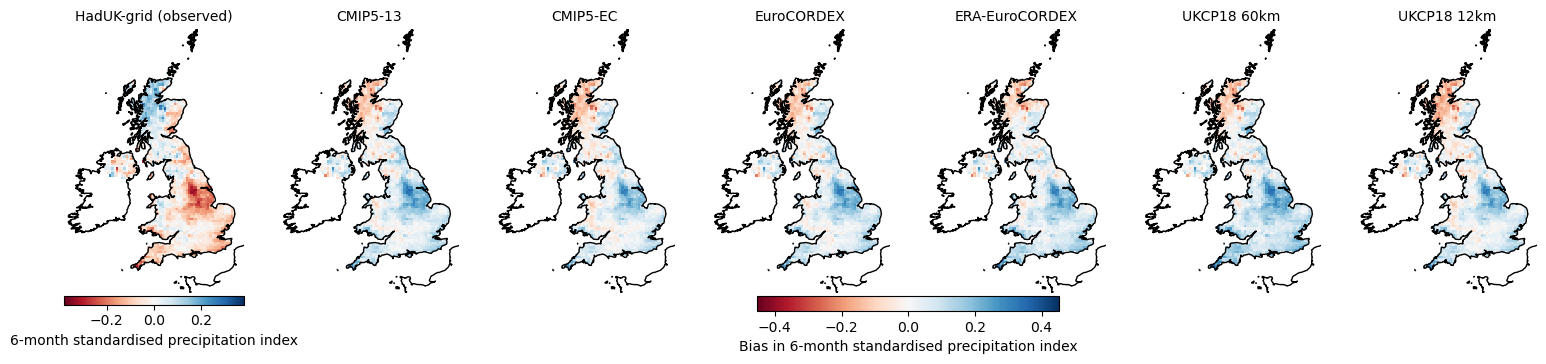 HadUK-grid (observed) CMIP5-13 CMIP5-EC EuroCORDEX ERA-EuroCORDEX UKCP18 60km UKCP18 12km
−0.2 0.0 0.2
6-month standardised precipitation index
−0.4 −0.2 0.0 0.2 0.4
Bias in 6-month standardised precipitation index